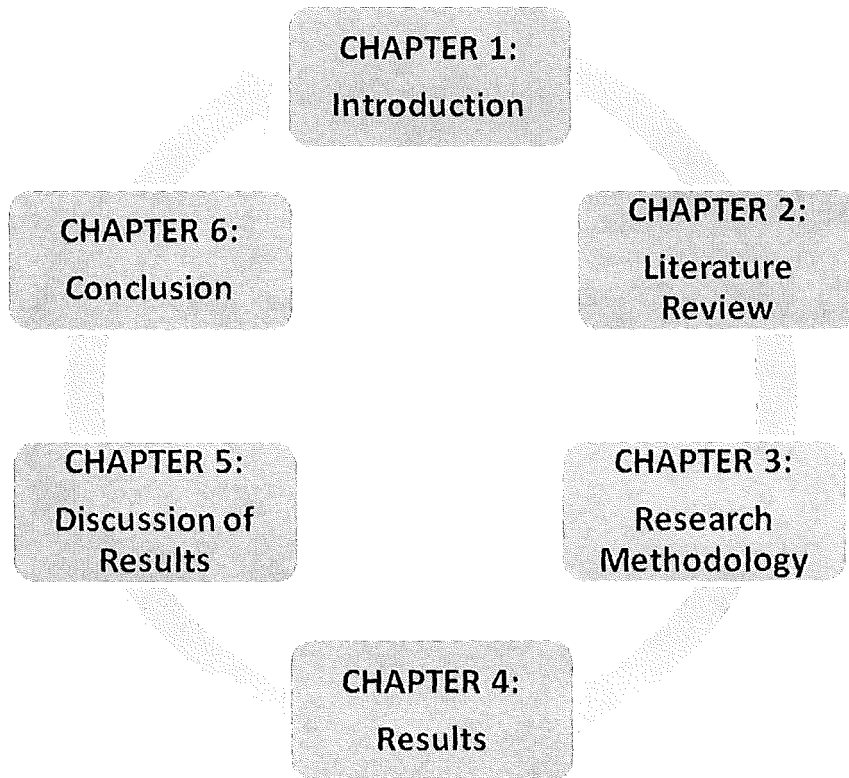 CHAPTER 1:
Introduction
CHAPTER 2:
Literature
Review
CHAPTER 3:
Research
Methodology
CHAPTER 4:
Results
CHAPTER 5:
Discussion of
Results
CHAPTER 6:
Conclusion